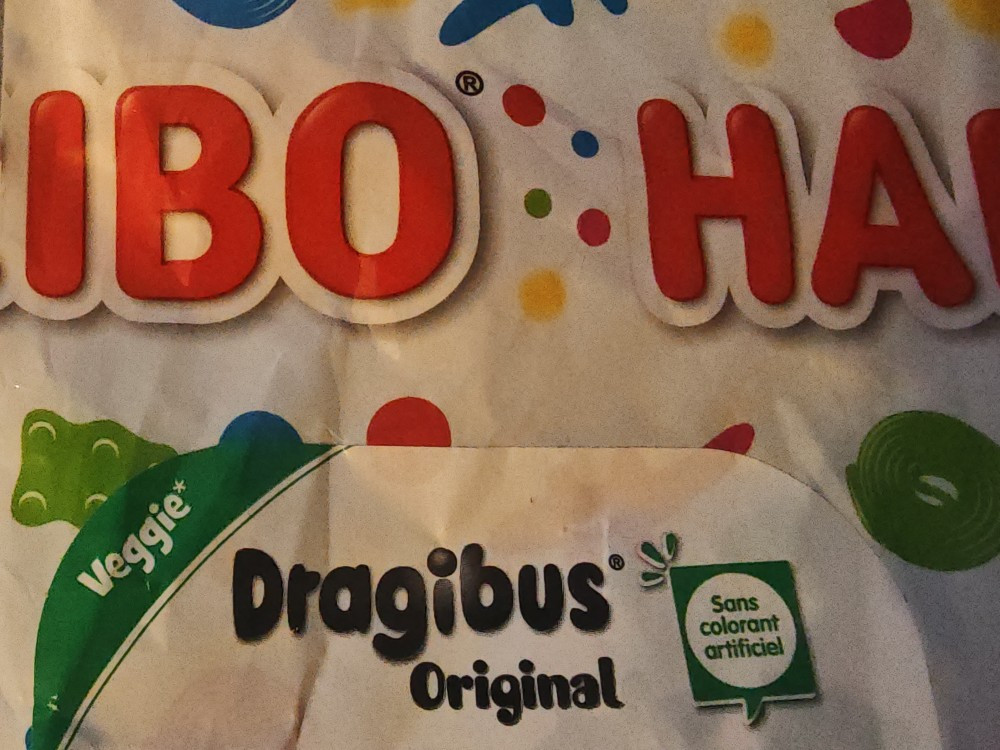 IBO® HA
Veggie*
Dragibus®
Original
Sans
colorant
artificiel